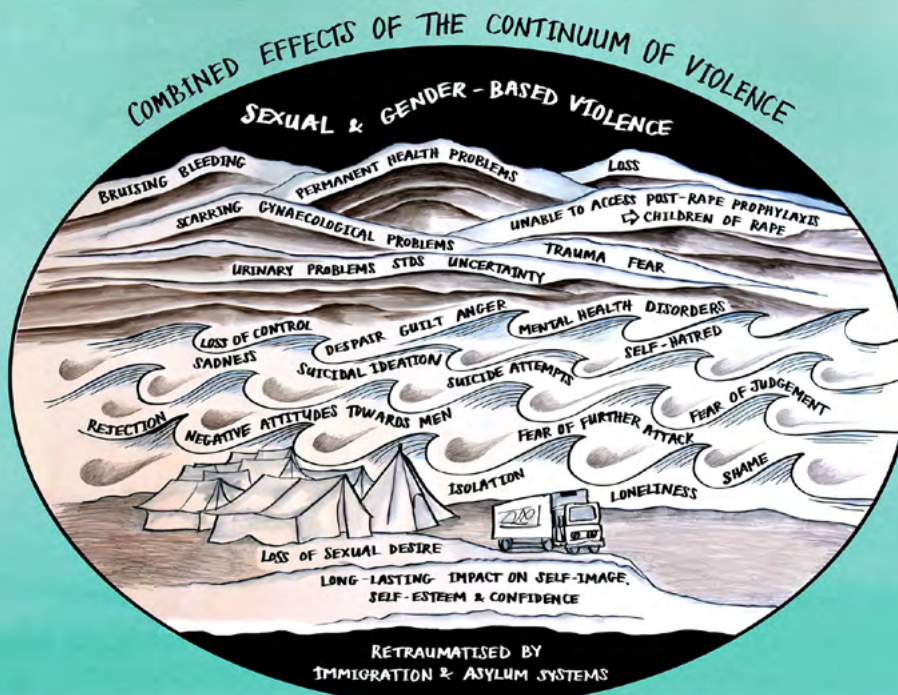 COMBINED EFFECTS OF THE CONTINUUM OF VIOLENCE
SEXUAL & GENDER-BASED VIOLENCE
BRUISING BLEEDING
PERMANENT HEALTH PROBLEMS
LOSS
SCARRING GYNAECOLOGICAL PROBLEMS
UNABLE TO ACCESS POST-RAPE PROPHYLAXIS
⇨ CHILDREN OF RAPE
URINARY PROBLEMS STDS UNCERTAINTY
TRAUMA FEAR
LOSS OF CONTROL
DESPAIR GUILT ANGER
MENTAL HEALTH DISORDERS
SADNESS
SUICIDAL IDEATION
SUICIDE ATTEMPTS
SELF-HATRED
REJECTION
NEGATIVE ATTITUDES TOWARDS MEN
FEAR OF FURTHER ATTACK
FEAR OF JUDGEMENT
ISOLATION
LONELINESS
SHAME
LOSS OF SEXUAL DESIRE
LONG-LASTING IMPACT ON SELF-IMAGE,
SELF-ESTEEM & CONFIDENCE
RETRAUMATISED BY
IMMIGRATION & ASYLUM SYSTEMS